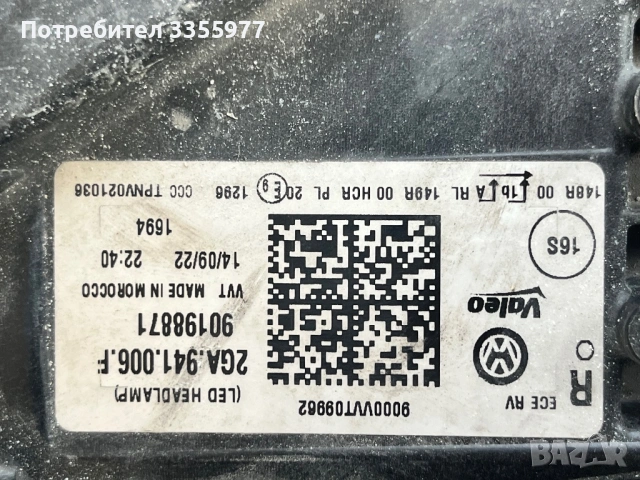 Потребител 3355977
ECE RV
R
9000VVT09962
(LED HEADLAMP)
2GA.941.006.F
90198871
Valeo
VVT MADE IN MOROCCO
14/09/22 22:40
16S
1694
148R 00 1b A RL 149R 00 HCR PL 20 E9 1296 CCC TPNV021036
BAZAR